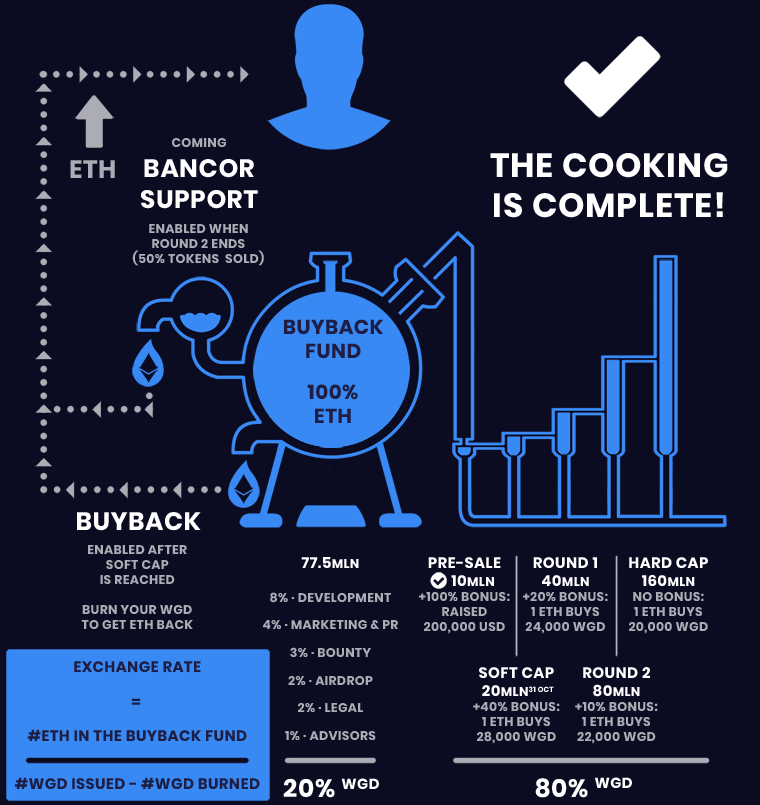 THE COOKING
IS COMPLETE!
ETH
COMING
BANCOR
SUPPORT
ENABLED WHEN
ROUND 2 ENDS
(50% TOKENS SOLD)
BUYBACK
FUND
100%
ETH
BUYBACK
ENABLED AFTER
SOFT CAP
IS REACHED
BURN YOUR WGD
TO GET ETH BACK
EXCHANGE RATE
=
#ETH IN THE BUYBACK FUND
#WGD ISSUED - #WGD BURNED
77.5MLN
8% · DEVELOPMENT
4% · MARKETING & PR
3% · BOUNTY
2% · AIRDROP
2% · LEGAL
1% · ADVISORS
20% WGD
PRE-SALE
10MLN
+100% BONUS:
RAISED
200,000 USD
ROUND 1
40MLN
+20% BONUS:
1 ETH BUYS
24,000 WGD
HARD CAP
160MLN
NO BONUS:
1 ETH BUYS
20,000 WGD
SOFT CAP
20MLN31 OCT
+40% BONUS:
1 ETH BUYS
28,000 WGD
ROUND 2
80MLN
+10% BONUS:
1 ETH BUYS
22,000 WGD
80% WGD